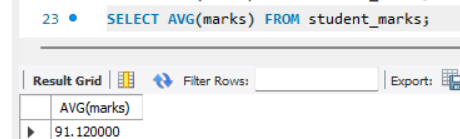 23 SELECT AVG(marks) FROM student_marks;
Result Grid Filter Rows: Export:
AVG(marks)
91.120000